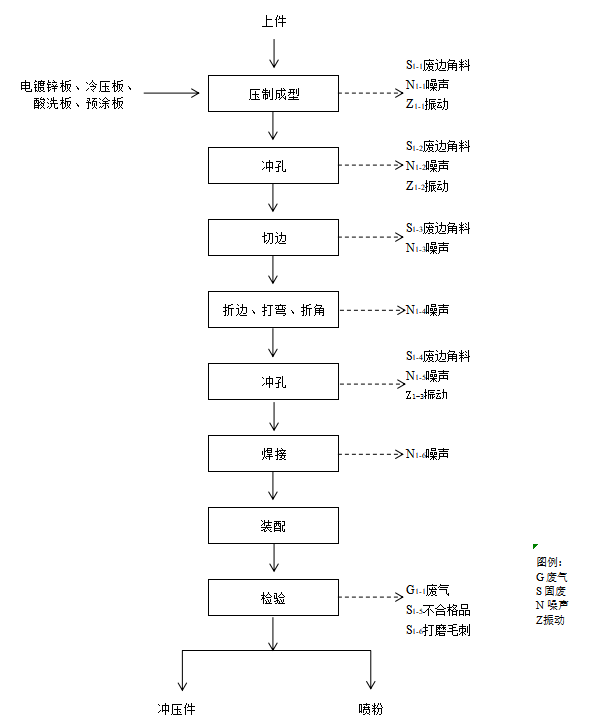 上件
电镀锌板、冷压板、
酸洗板、预涂板
压制成型
S1-1废边角料
N1-1噪声
Z1-1振动
冲孔
S1-2废边角料
N1-2噪声
Z1-2振动
切边
S1-3废边角料
N1-3噪声
折边、打弯、折角
N1-4噪声
冲孔
S1-4废边角料
N1-5噪声
Z1-3振动
焊接
N1-6噪声
装配
检验
G1-1废气
S1-5不合格品
S1-6打磨毛刺
图例：
G 废气
S 固废
N 噪声
Z振动
冲压件
喷粉